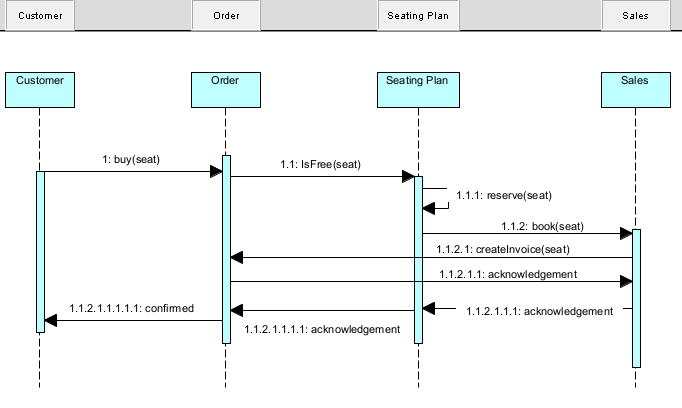 Customer
Order
Seating Plan
Sales
Customer
Order
Seating Plan
Sales
1: buy(seat)
1.1: IsFree(seat)
1.1.1: reserve(seat)
1.1.2: book(seat)
1.1.2.1: createInvoice(seat)
1.1.2.1.1: acknowledgement
1.1.2.1.1.1.1.1: confirmed
1.1.2.1.1.1: acknowledgement
1.1.2.1.1.1.1: acknowledgement